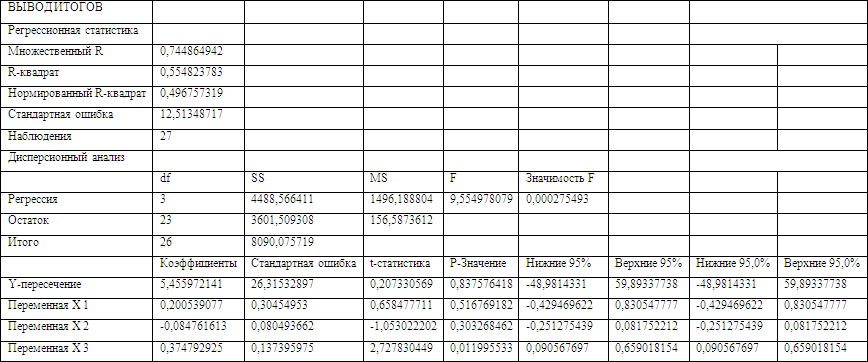 ВЫВОД ИТОГОВ
Регрессионная статистика
Множественный R 0,744864942
R-квадрат 0,554823783
Нормированный R-квадрат 0,496757319
Стандартная ошибка 12,51348717
Наблюдения 27
Дисперсионный анализ
df SS MS F Значимость F
Регрессия 3 4488,566411 1496,188804 9,554978079 0,000275493
Остаток 23 3601,509308 156,5873612
Итого 26 8090,075719
Коэффициенты Стандартная ошибка t-статистика P-Значение Нижние 95% Верхние 95% Нижние 95,0% Верхние 95,0%
Y-пересечение 5,455972141 26,31532897 0,207330569 0,837576418 -48,9814331 59,89337738 -48,9814331 59,89337738
Переменная X 1 0,200539077 0,30454953 0,658477711 0,516769182 -0,429469622 0,830547777 -0,429469622 0,830547777
Переменная X 2 -0,084761613 0,080493662 -1,053022202 0,303268462 -0,251275439 0,081752212 -0,251275439 0,081752212
Переменная X 3 0,374792925 0,137395975 2,727830449 0,011995533 0,090567697 0,659018154 0,090567697 0,659018154